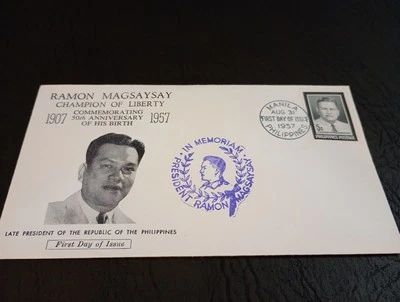 RAMON MAGSAYSAY
CHAMPION OF LIBERTY
COMMEMORATING
1907 50th ANNIVERSARY 1957
OF HIS BIRTH
LATE PRESIDENT OF THE REPUBLIC OF THE PHILIPPINES
First Day of Issue
IN MEMORIAM
PRESIDENT RAMON MAGSAYSAY
MANILA
AUG 31
FIRST DAY OF ISSUE
1957
PHILIPPINES